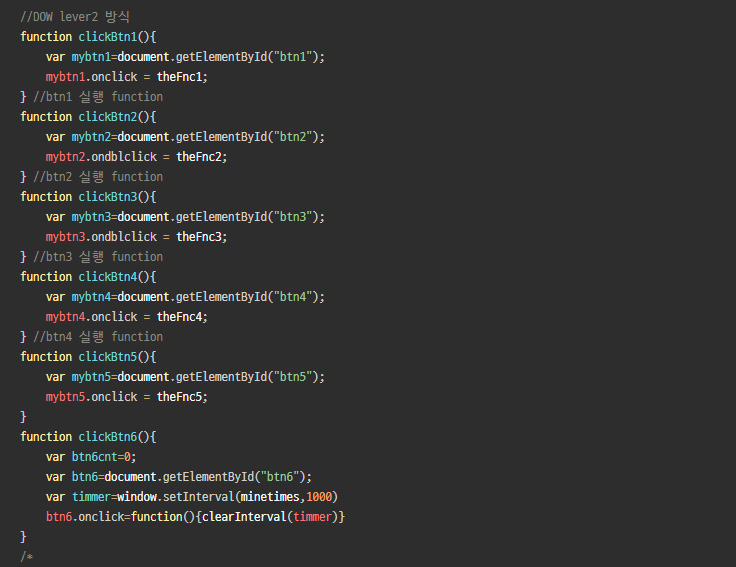 //DOW lever2 방식
function clickBtn1(){
    var mybtn1=document.getElementById("btn1");
    mybtn1.onclick = theFnc1;
} //btn1 실행 function
function clickBtn2(){
    var mybtn2=document.getElementById("btn2");
    mybtn2.ondblclick = theFnc2;
} //btn2 실행 function
function clickBtn3(){
    var mybtn3=document.getElementById("btn3");
    mybtn3.ondblclick = theFnc3;
} //btn3 실행 function
function clickBtn4(){
    var mybtn4=document.getElementById("btn4");
    mybtn4.onclick = theFnc4;
} //btn4 실행 function
function clickBtn5(){
    var mybtn5=document.getElementById("btn5");
    mybtn5.onclick = theFnc5;
}
function clickBtn6(){
    var btn6cnt=0;
    var btn6=document.getElementById("btn6");
    var timmer=window.setInterval(minetimes,1000)
    btn6.onclick=function(){clearInterval(timmer)}
}
/*